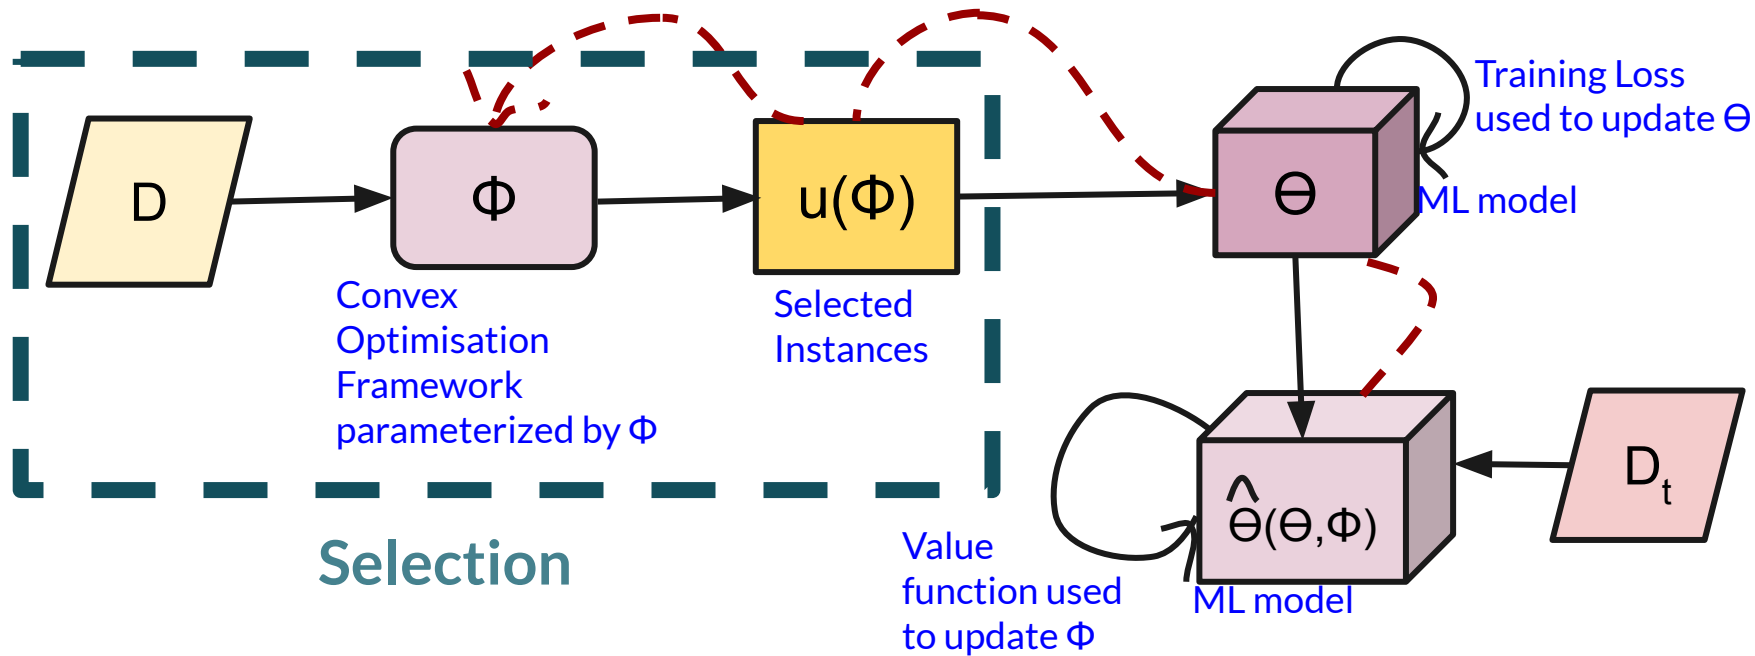 D
Φ
u(Φ)
Ө
Training Loss
used to update Ө
ML model
Convex
Optimisation
Framework
parameterized by Φ
Selected
Instances
Selection
Value
function used
to update Φ
Ө̂(Ө,Φ)
ML model
Dt